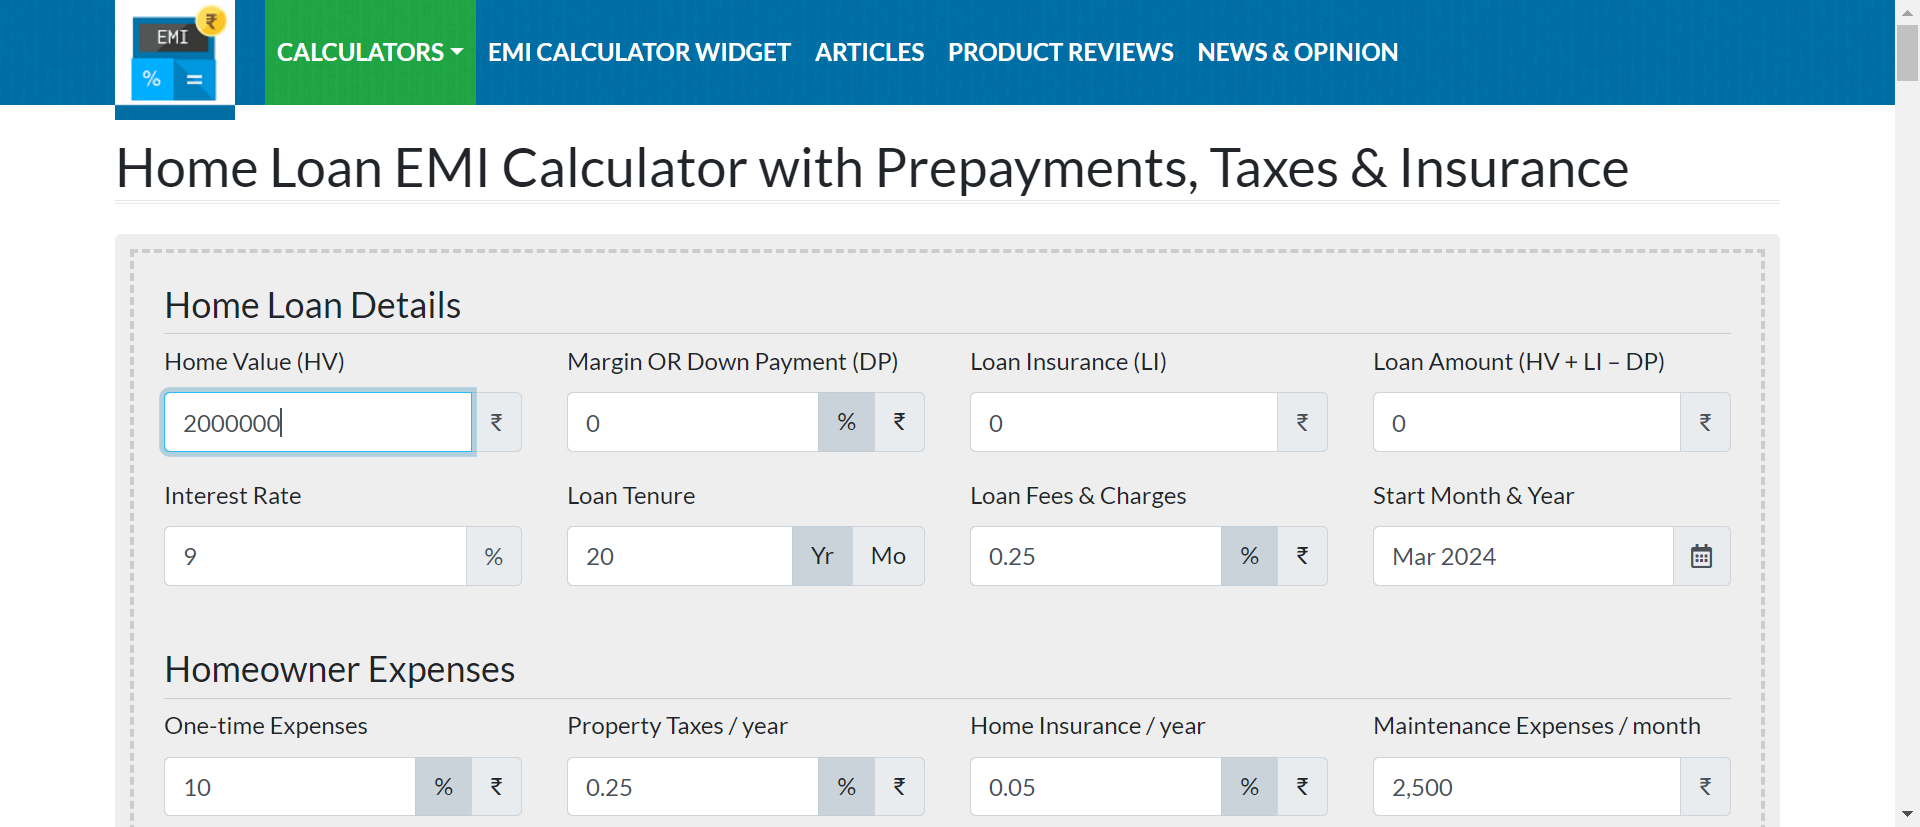 EMI
₹
%
=
CALCULATORS
EMI CALCULATOR WIDGET
ARTICLES
PRODUCT REVIEWS
NEWS & OPINION
Home Loan EMI Calculator with Prepayments, Taxes & Insurance
Home Loan Details
Home Value (HV)
Margin OR Down Payment (DP)
Loan Insurance (LI)
Loan Amount (HV + LI – DP)
2000000 ₹
0 % ₹
0 ₹
0 ₹
Interest Rate
Loan Tenure
Loan Fees & Charges
Start Month & Year
9 %
20 Yr Mo
0.25 % ₹
Mar 2024
Homeowner Expenses
One-time Expenses
Property Taxes / year
Home Insurance / year
Maintenance Expenses / month
10 % ₹
0.25 % ₹
0.05 % ₹
2,500 ₹